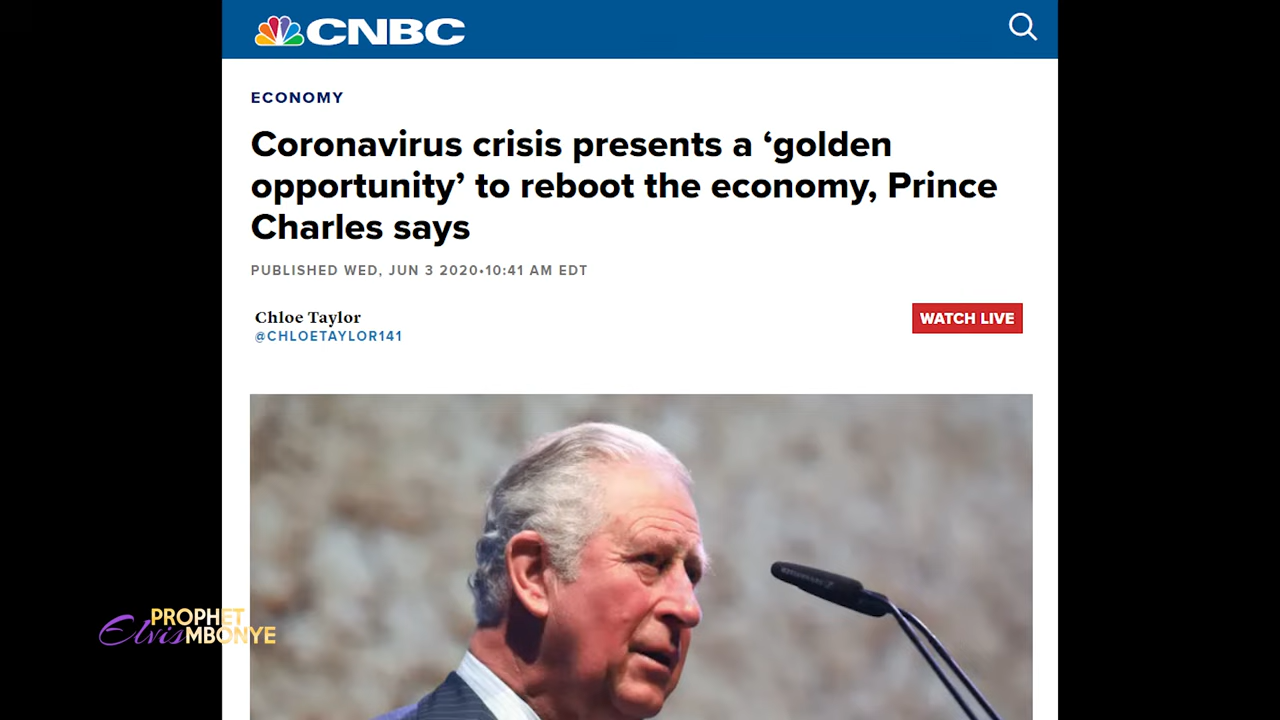 CNBC
ECONOMY
Coronavirus crisis presents a ‘golden
opportunity’ to reboot the economy, Prince
Charles says
PUBLISHED WED, JUN 3 2020•10:41 AM EDT
Chloe Taylor
@CHLOETAYLOR141
WATCH LIVE
PROPHET
Elvis MBONYE